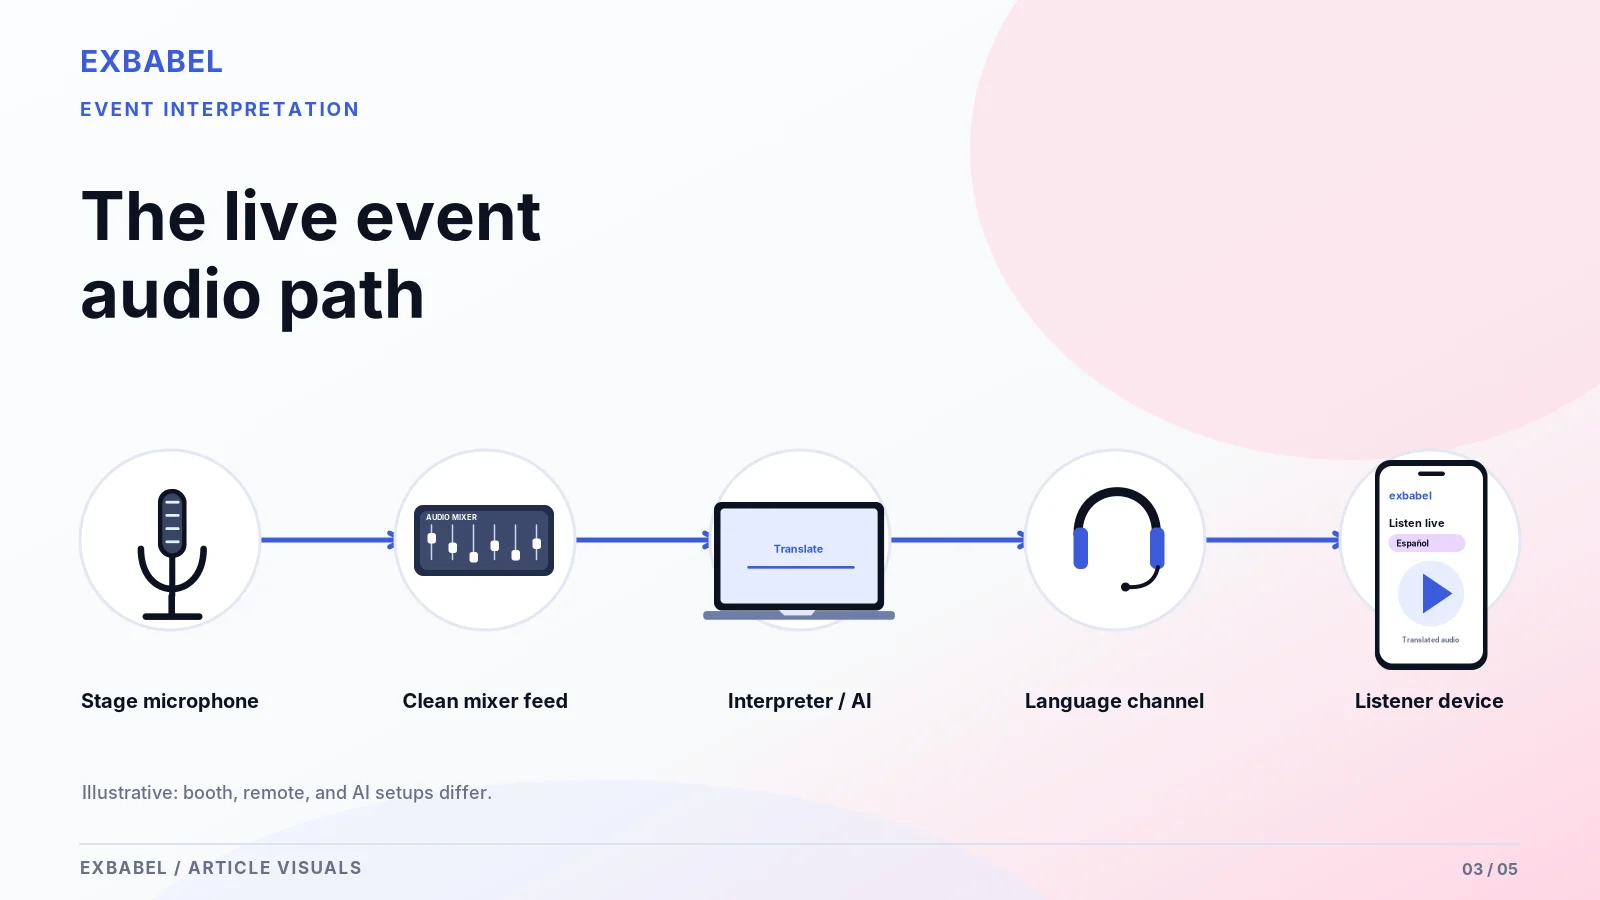 EXBABEL
EVENT INTERPRETATION
The live event
audio path
AUDIO MIXER
Translate
exbabel
Listen live
Español
Translated audio
Stage microphone
Clean mixer feed
Interpreter / AI
Language channel
Listener device
Illustrative: booth, remote, and AI setups differ.
EXBABEL / ARTICLE VISUALS
03 / 05